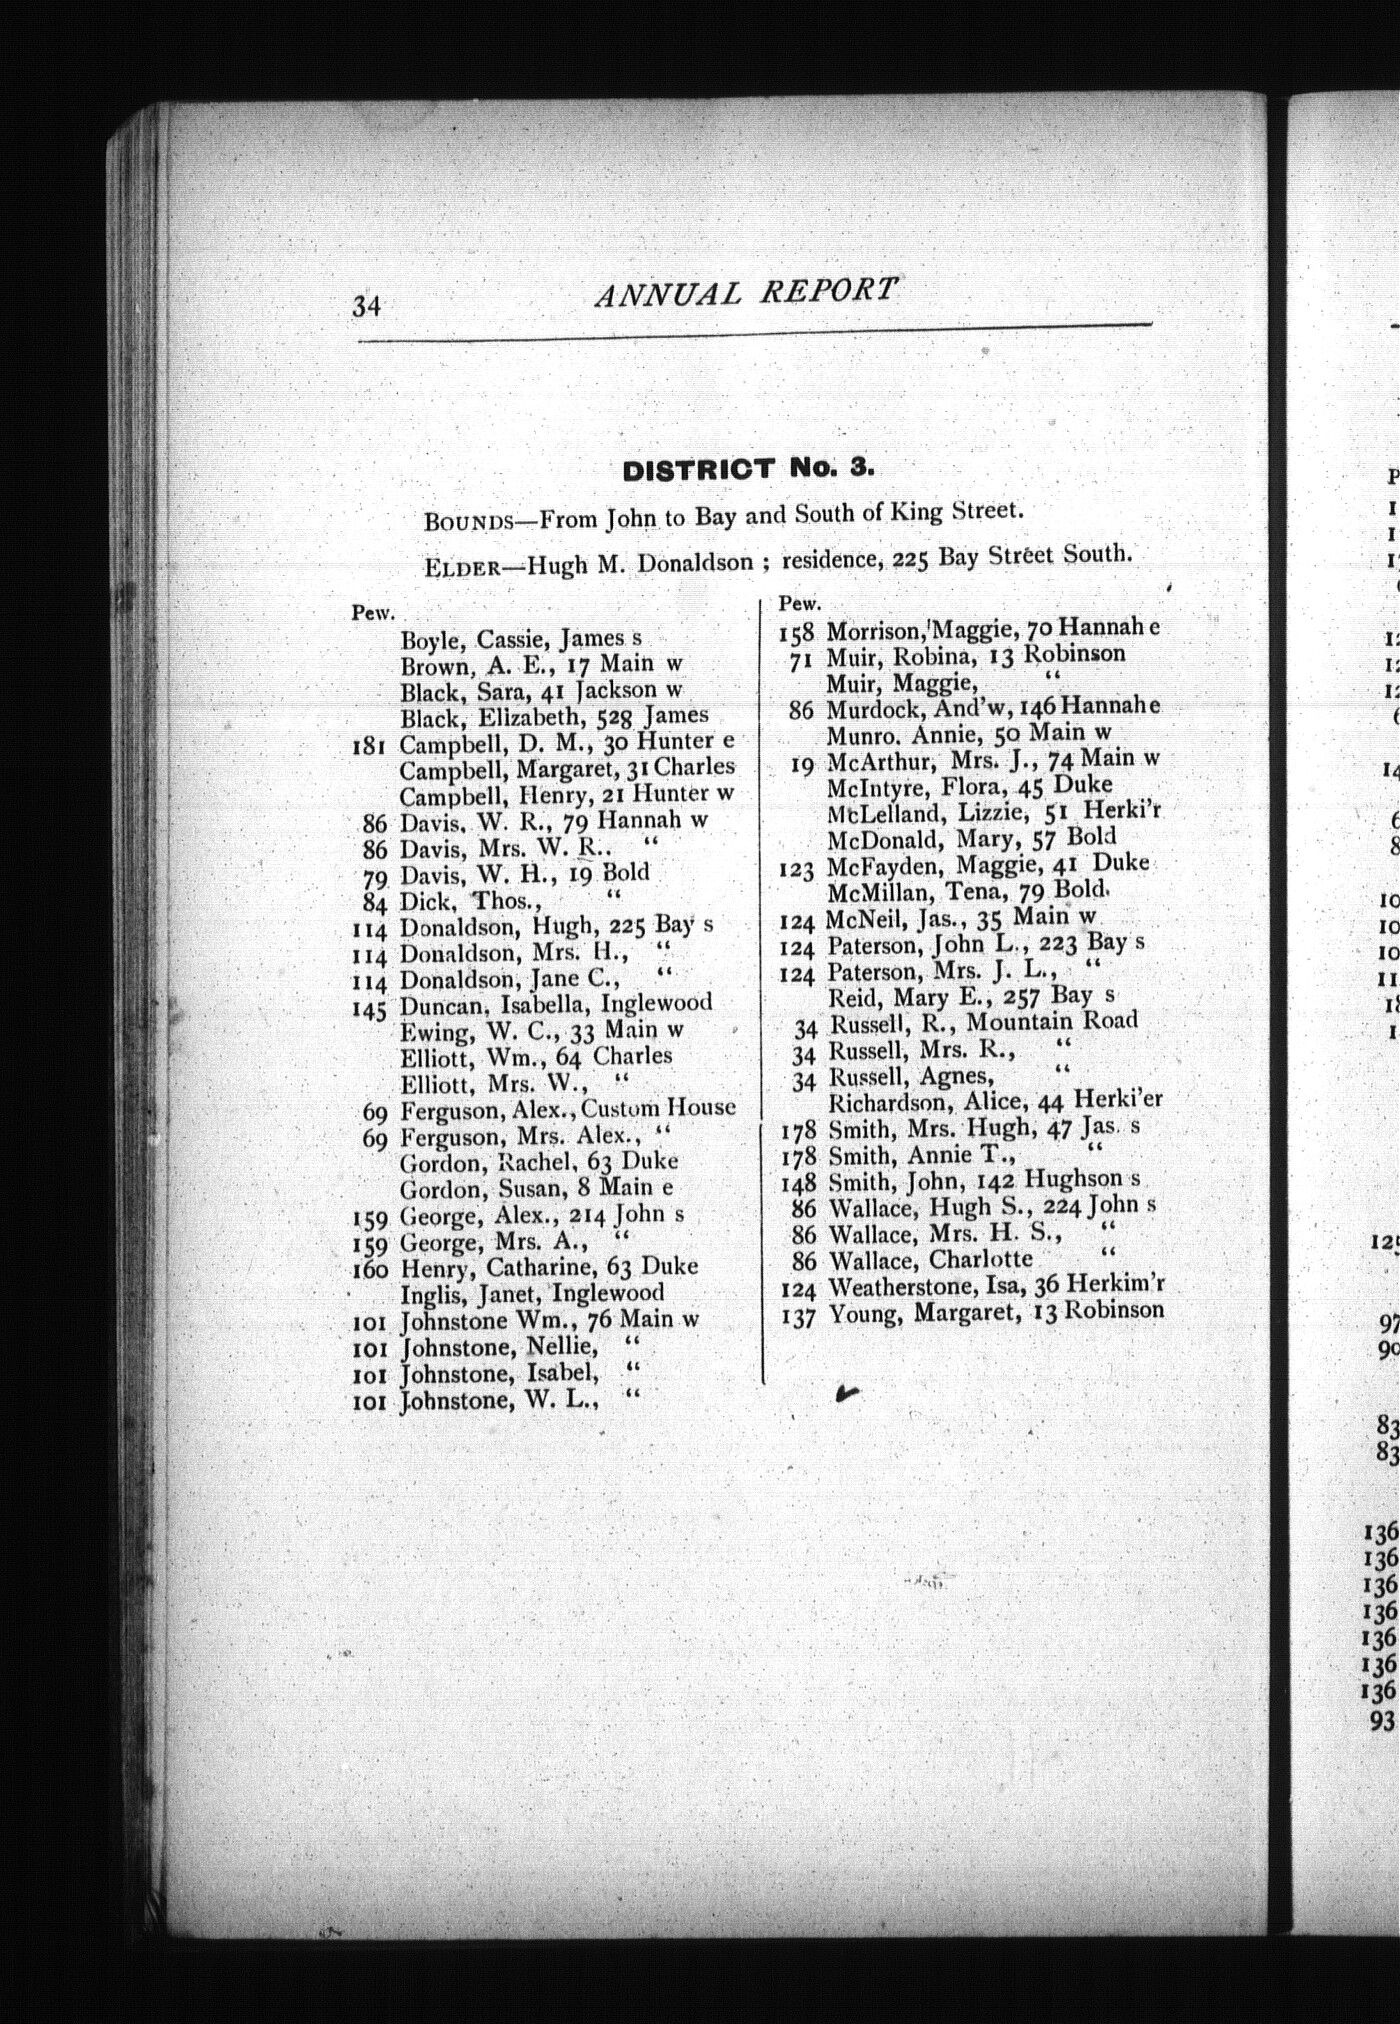 34
ANNUAL REPORT
DISTRICT No. 3.
BOUNDS—From John to Bay and South of King Street.
ELDER—Hugh M. Donaldson ; residence, 225 Bay Street South.
Pew.
Boyle, Cassie, James s
Brown, A. E., 17 Main w
Black, Sara, 41 Jackson w
Black, Elizabeth, 528 James
181 Campbell, D. M., 30 Hunter e
Campbell, Margaret, 31 Charles
Campbell, Henry, 21 Hunter w
86 Davis, W. R., 79 Hannah w
86 Davis, Mrs. W. R.. “
79 Davis, W. H., 19 Bold
84 Dick, Thos., “
114 Donaldson, Hugh, 225 Bay s
114 Donaldson, Mrs. H., “
114 Donaldson, Jane C., “
145 Duncan, Isabella, Inglewood
Ewing, W. C., 33 Main w
Elliott, Wm., 64 Charles
Elliott, Mrs. W., “
69 Ferguson, Alex., Custom House
69 Ferguson, Mrs. Alex., “
Gordon, Rachel, 63 Duke
Gordon, Susan, 8 Main e
159 George, Alex., 214 John s
159 George, Mrs. A., “
160 Henry, Catharine, 63 Duke
Inglis, Janet, Inglewood
101 Johnstone Wm., 76 Main w
101 Johnstone, Nellie, “
101 Johnstone, Isabel, “
101 Johnstone, W. L., “
Pew.
158 Morrison, Maggie, 70 Hannah e
71 Muir, Robina, 13 Robinson
Muir, Maggie, “
86 Murdock, And'w, 146 Hannah e
Munro. Annie, 50 Main w
19 McArthur, Mrs. J., 74 Main w
McIntyre, Flora, 45 Duke
McLelland, Lizzie, 51 Herki'r
McDonald, Mary, 57 Bold
123 McFayden, Maggie, 41 Duke
McMillan, Tena, 79 Bold.
124 McNeil, Jas., 35 Main w
124 Paterson, John L., 223 Bay s
124 Paterson, Mrs. J. L., “
Reid, Mary E., 257 Bay s
34 Russell, R., Mountain Road
34 Russell, Mrs. R., “
34 Russell, Agnes, “
Richardson, Alice, 44 Herki'er
178 Smith, Mrs. Hugh, 47 Jas. s
178 Smith, Annie T., “
148 Smith, John, 142 Hughson s
86 Wallace, Hugh S., 224 John s
86 Wallace, Mrs. H. S., “
86 Wallace, Charlotte “
124 Weatherstone, Isa, 36 Herkim'r
137 Young, Margaret, 13 Robinson
97
90
83
83
136
136
136
136
136
136
136
93